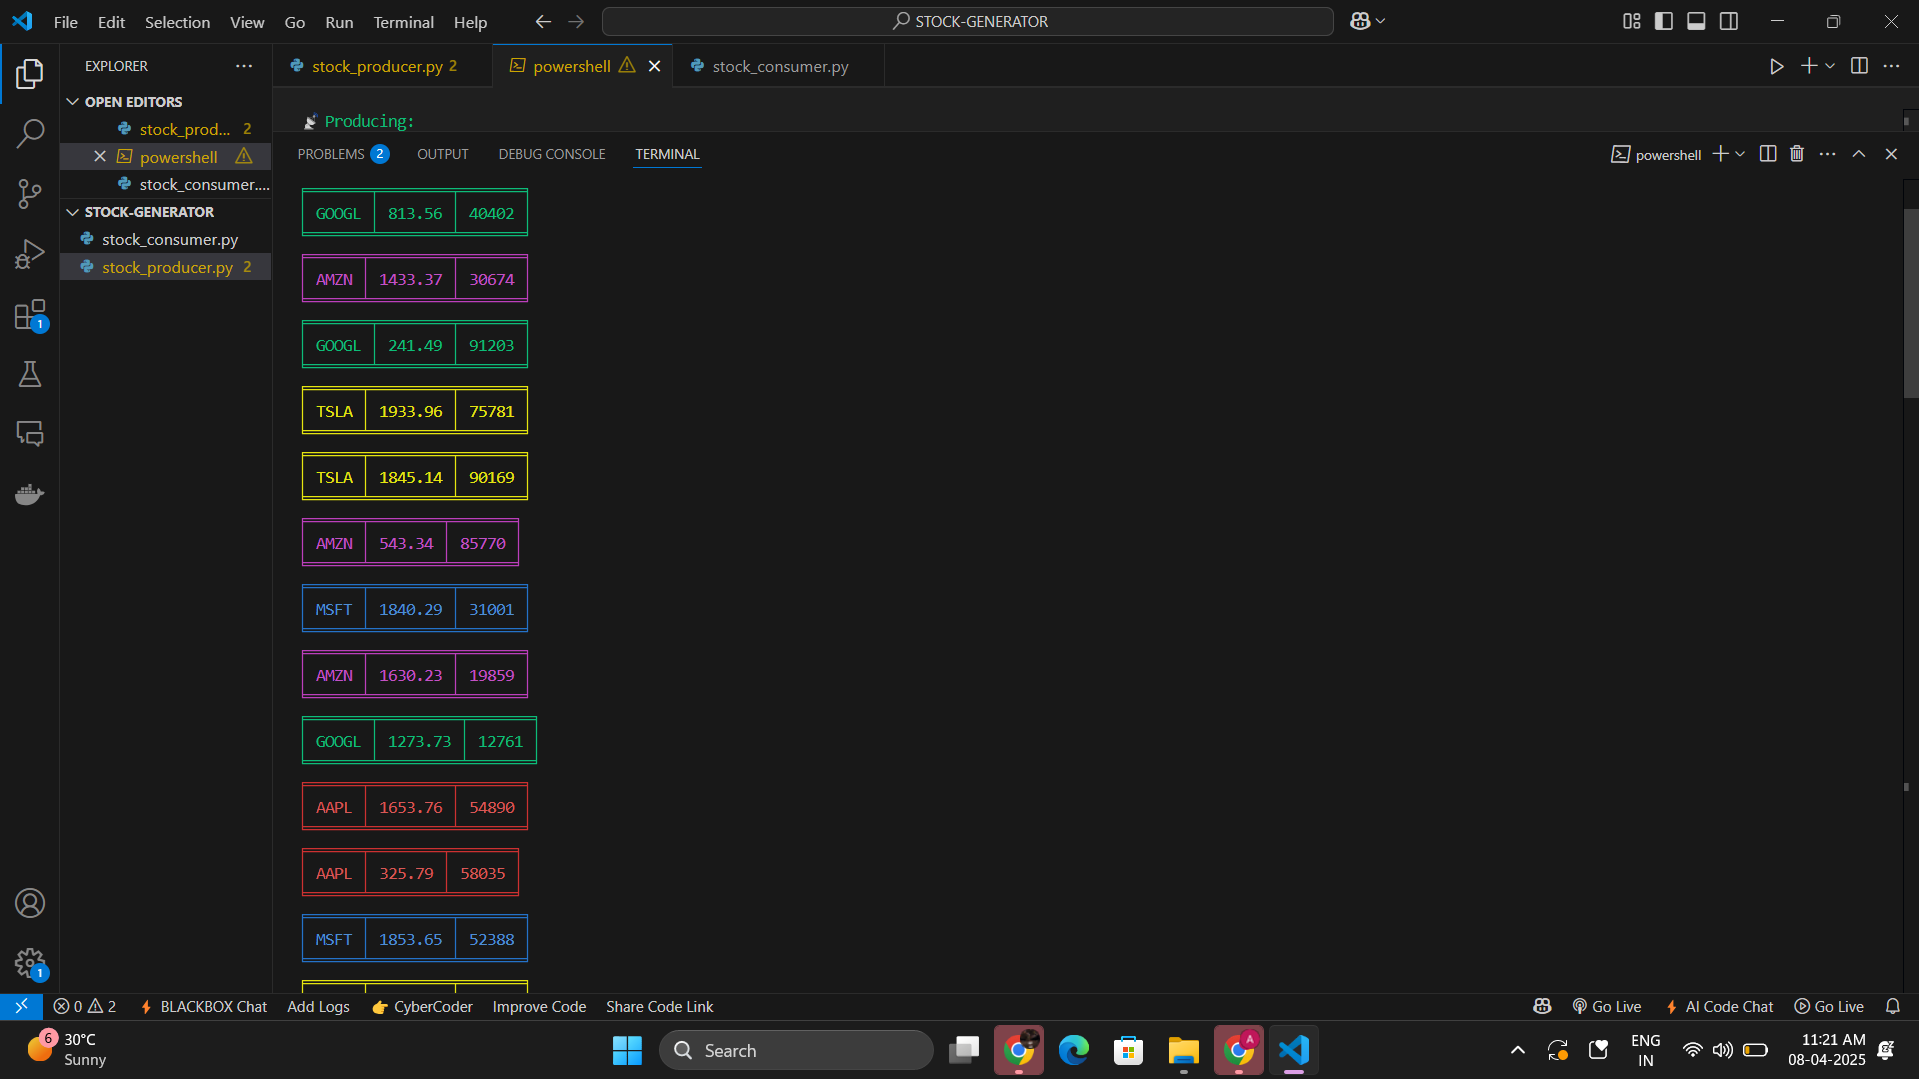 File Edit Selection View Go Run Terminal Help
STOCK-GENERATOR
EXPLORER
OPEN EDITORS
stock_prod... 2
powershell
stock_consumer....
STOCK-GENERATOR
stock_consumer.py
stock_producer.py 2
1
stock_producer.py 2
powershell
stock_consumer.py
Producing:
PROBLEMS 2 OUTPUT DEBUG CONSOLE TERMINAL
powershell
GOOGL 813.56 40402
AMZN 1433.37 30674
GOOGL 241.49 91203
TSLA 1933.96 75781
TSLA 1845.14 90169
AMZN 543.34 85770
MSFT 1840.29 31001
AMZN 1630.23 19859
GOOGL 1273.73 12761
AAPL 1653.76 54890
AAPL 325.79 58035
MSFT 1853.65 52388
1
0 2 BLACKBOX Chat Add Logs CyberCoder Improve Code Share Code Link
Go Live AI Code Chat Go Live
6
30°C
Sunny
Search
A
ENG
IN
11:21 AM
08-04-2025